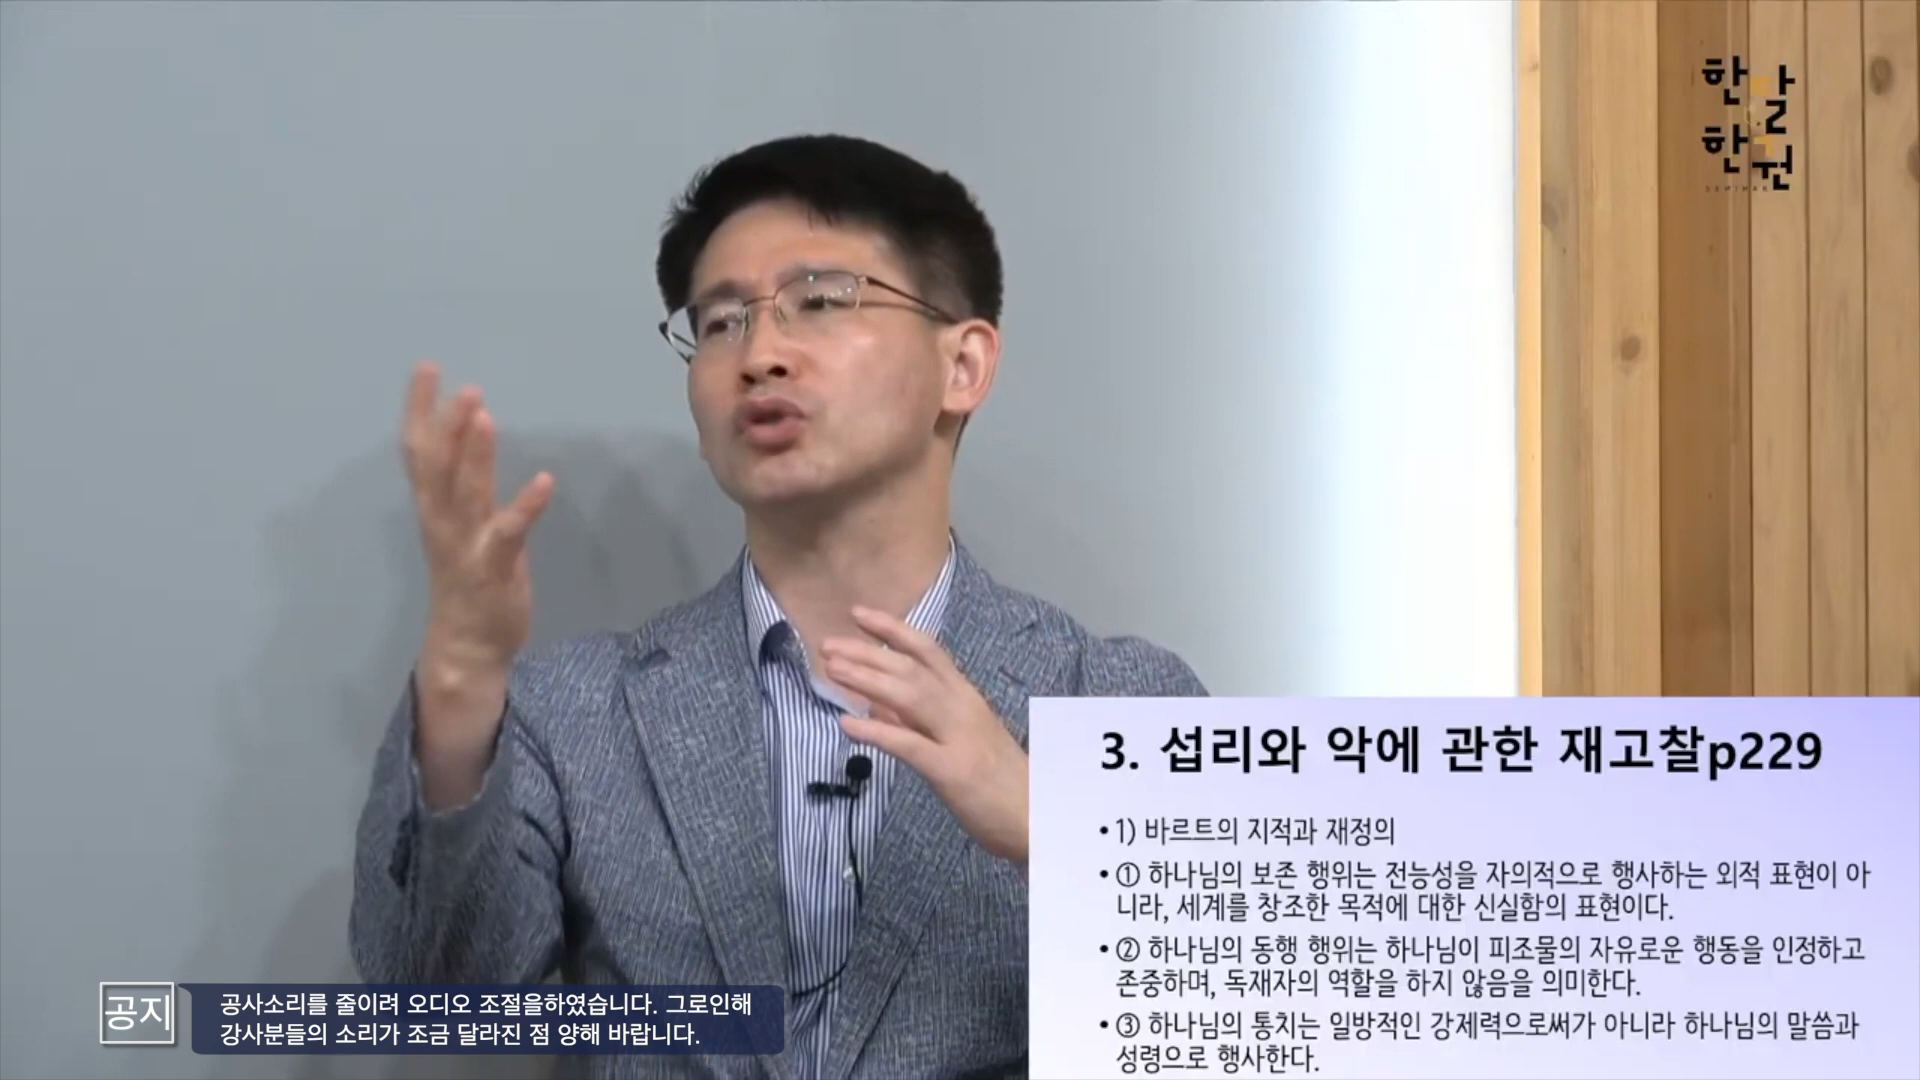 한달
한권
SEMINAR
3. 섭리와 악에 관한 재고찰p229
• 1) 바르트의 지적과 재정의
• ① 하나님의 보존 행위는 전능성을 자의적으로 행사하는 외적 표현이 아
니라, 세계를 창조한 목적에 대한 신실함의 표현이다.
• ② 하나님의 동행 행위는 하나님이 피조물의 자유로운 행동을 인정하고
존중하며, 독재자의 역할을 하지 않음을 의미한다.
• ③ 하나님의 통치는 일방적인 강제력으로써가 아니라 하나님의 말씀과
성령으로 행사한다.
공지
공사소리를 줄이려 오디오 조절을하였습니다. 그로인해
강사분들의 소리가 조금 달라진 점 양해 바랍니다.